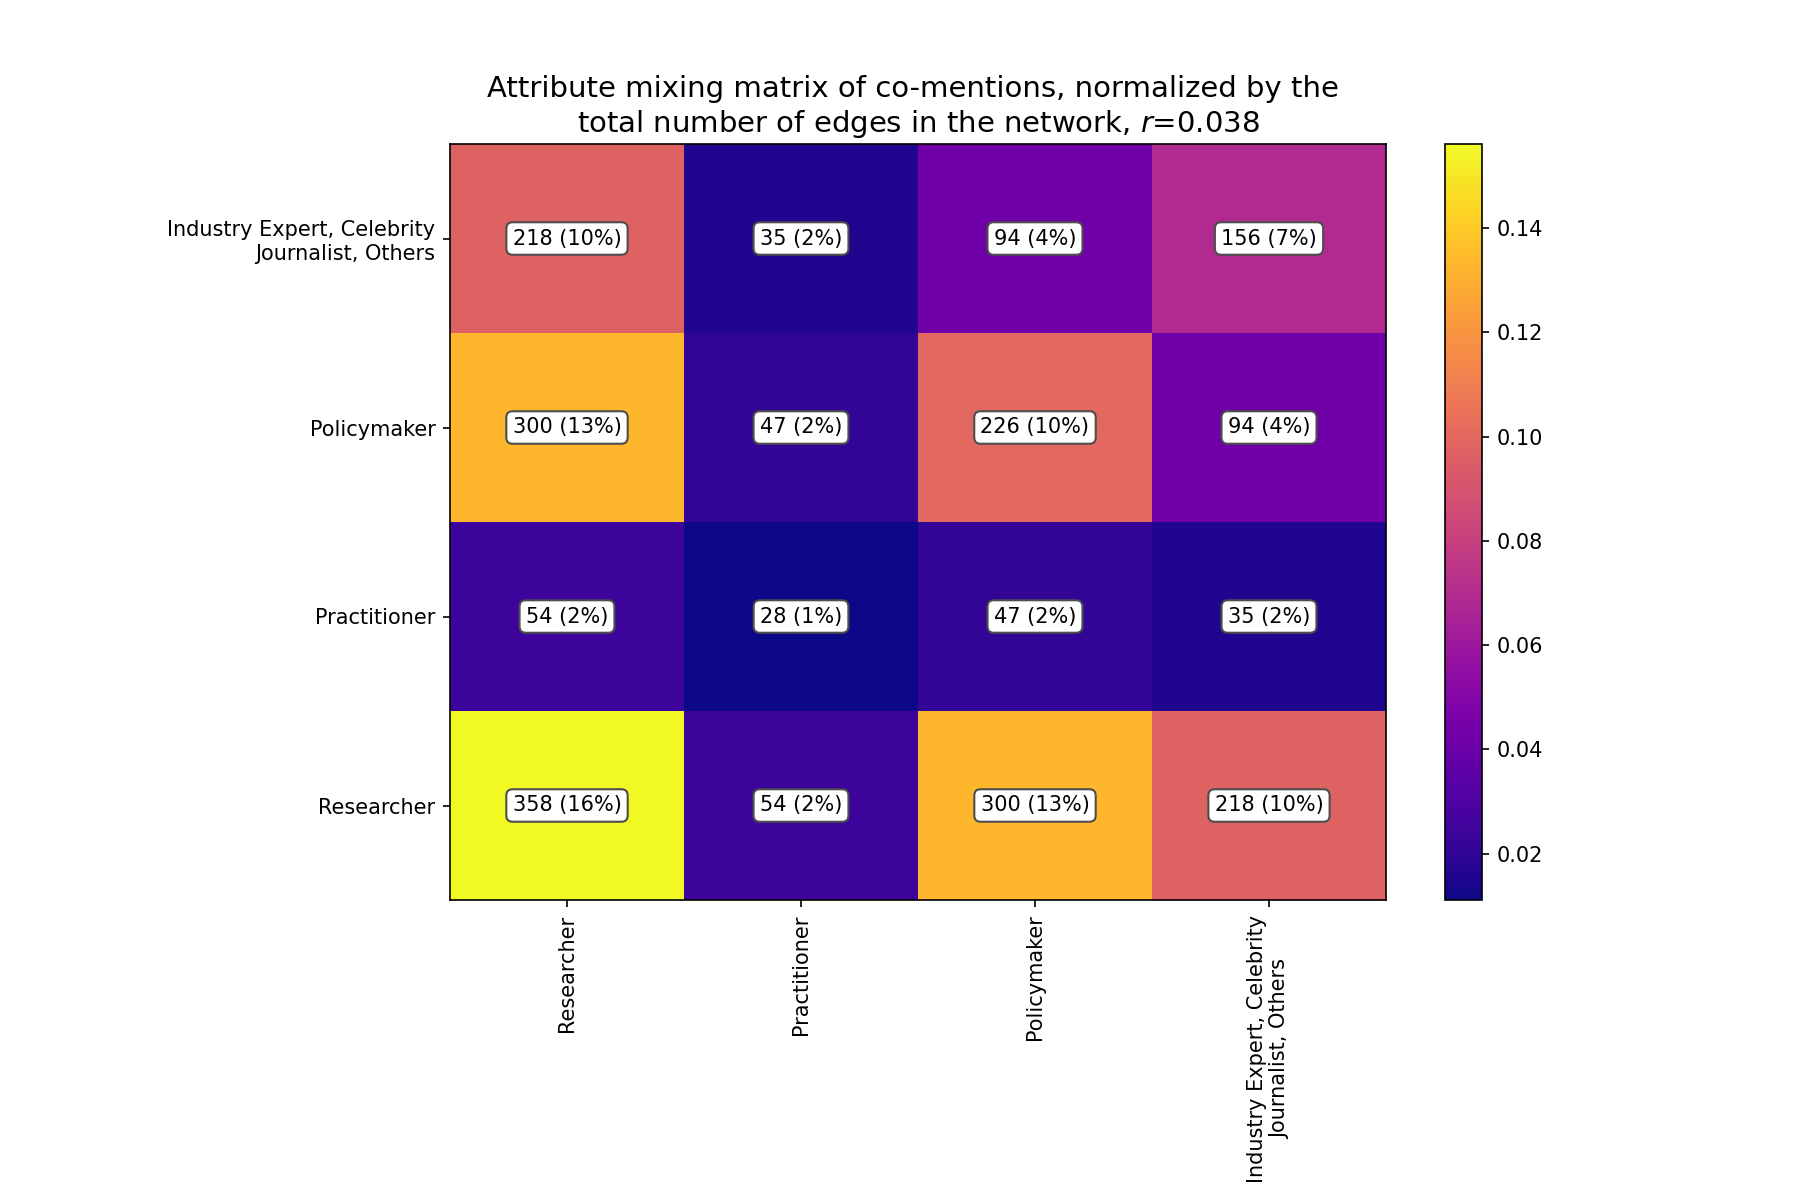 Attribute mixing matrix of co-mentions, normalized by the
total number of edges in the network, r=0.038
Industry Expert, Celebrity
Journalist, Others
218 (10%)
35 (2%)
94 (4%)
156 (7%)
Policymaker
300 (13%)
47 (2%)
226 (10%)
94 (4%)
Practitioner
54 (2%)
28 (1%)
47 (2%)
35 (2%)
Researcher
358 (16%)
54 (2%)
300 (13%)
218 (10%)
Researcher
Practitioner
Policymaker
Industry Expert, Celebrity
Journalist, Others
0.14
0.12
0.10
0.08
0.06
0.04
0.02